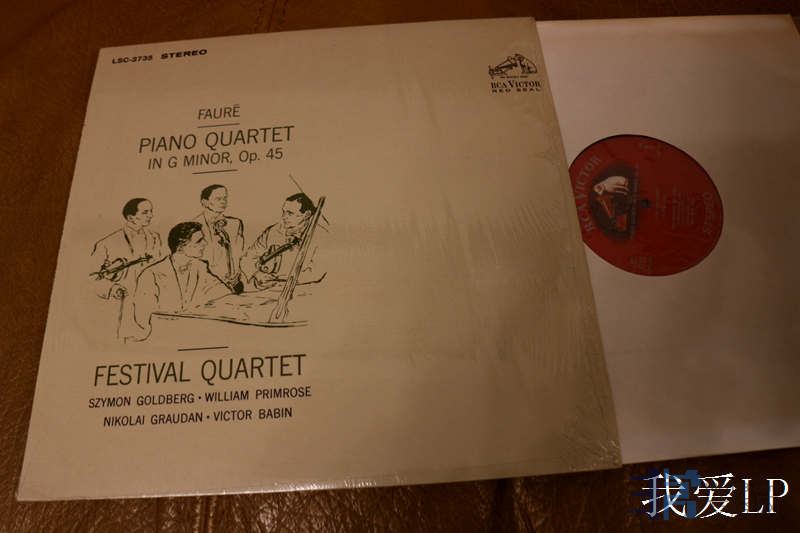 LSC-2735 STEREO
RCA VICTOR
RED SEAL
FAURÉ
PIANO QUARTET
IN G MINOR, Op. 45
FESTIVAL QUARTET
SZYMON GOLDBERG • WILLIAM PRIMROSE
NIKOLAI GRAUDAN • VICTOR BABIN
RCA VICTOR
我爱LP